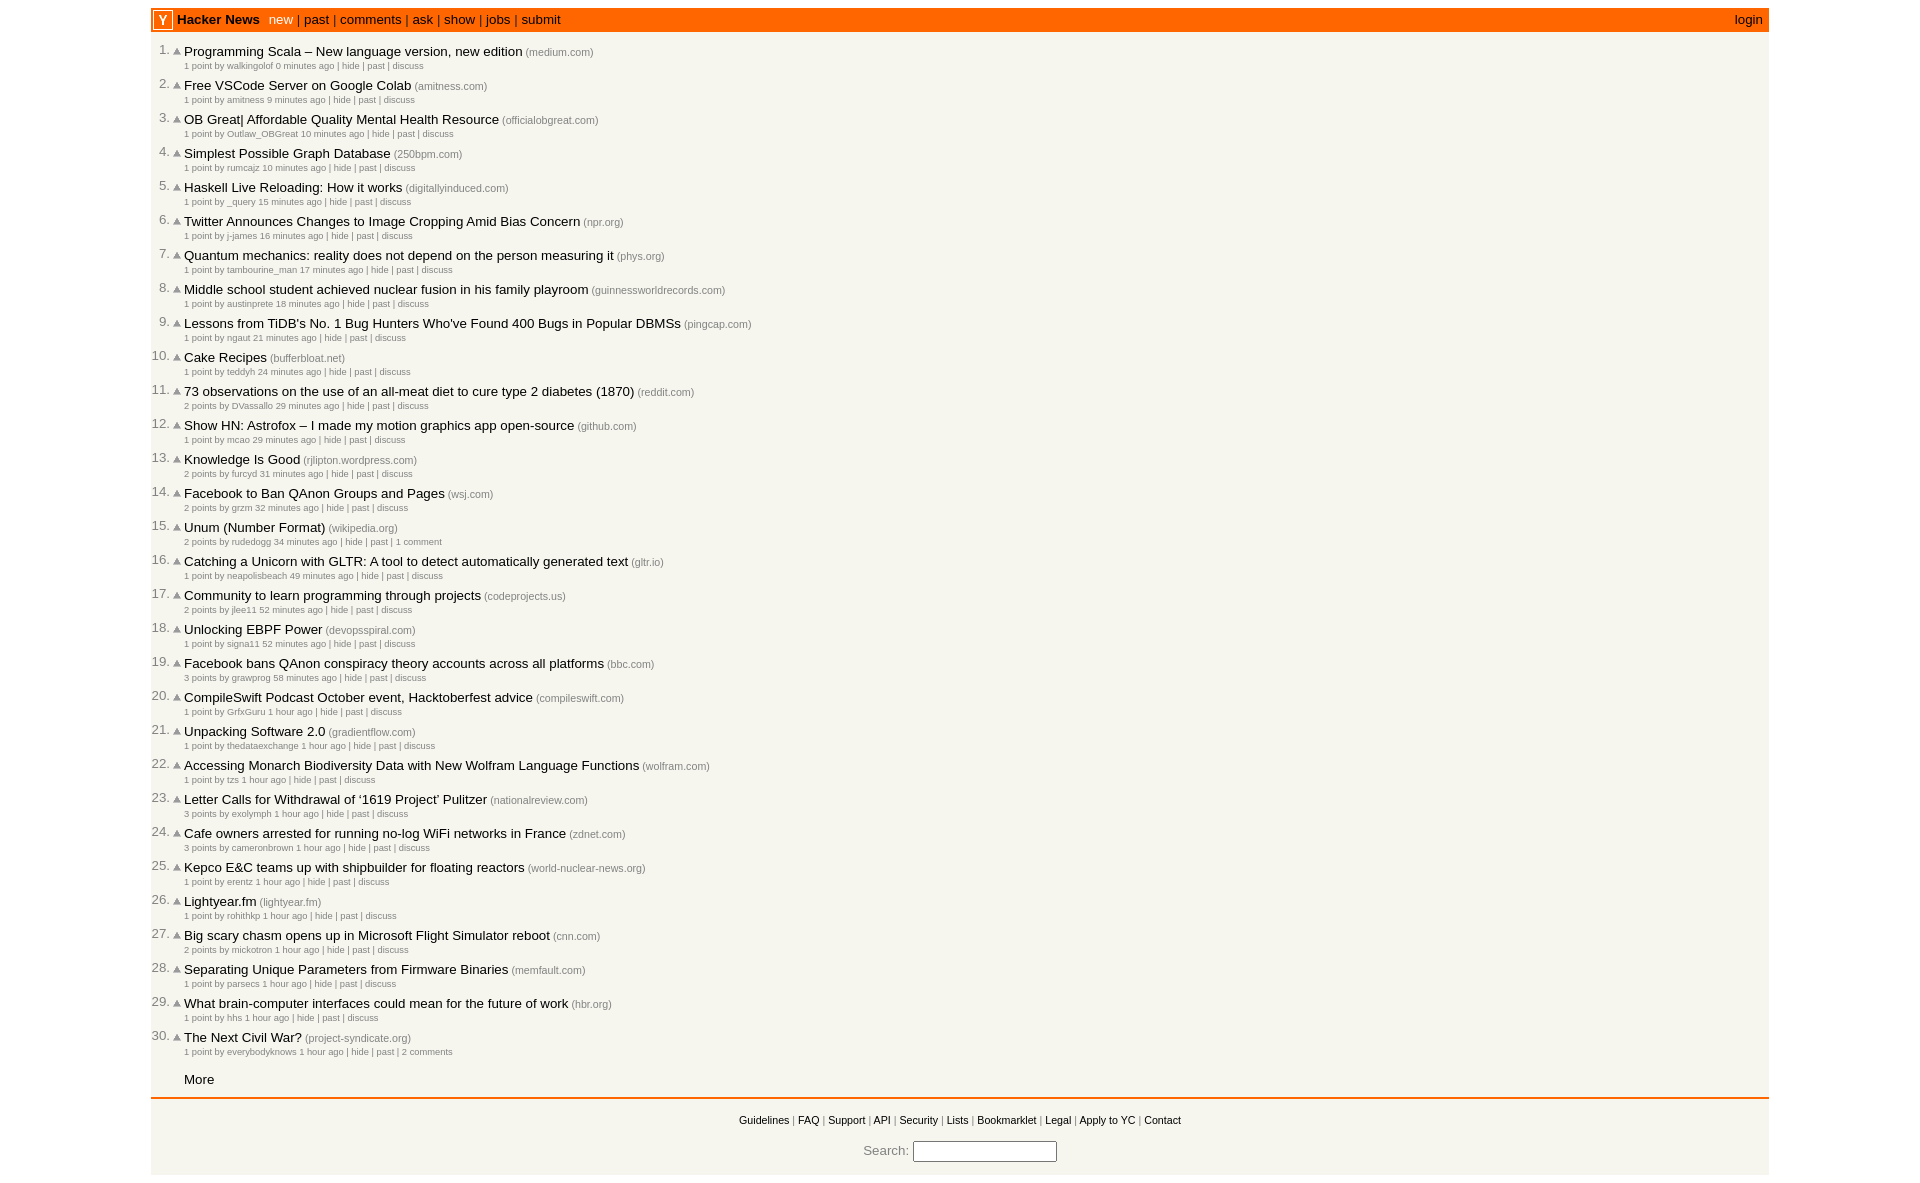 Y Hacker News new | past | comments | ask | show | jobs | submit login
1. Programming Scala – New language version, new edition (medium.com)
1 point by walkingolof 0 minutes ago | hide | past | discuss
2. Free VSCode Server on Google Colab (amitness.com)
1 point by amitness 9 minutes ago | hide | past | discuss
3. OB Great| Affordable Quality Mental Health Resource (officialobgreat.com)
1 point by Outlaw_OBGreat 10 minutes ago | hide | past | discuss
4. Simplest Possible Graph Database (250bpm.com)
1 point by rumcajz 10 minutes ago | hide | past | discuss
5. Haskell Live Reloading: How it works (digitallyinduced.com)
1 point by _query 15 minutes ago | hide | past | discuss
6. Twitter Announces Changes to Image Cropping Amid Bias Concern (npr.org)
1 point by j-james 16 minutes ago | hide | past | discuss
7. Quantum mechanics: reality does not depend on the person measuring it (phys.org)
1 point by tambourine_man 17 minutes ago | hide | past | discuss
8. Middle school student achieved nuclear fusion in his family playroom (guinnessworldrecords.com)
1 point by austinprete 18 minutes ago | hide | past | discuss
9. Lessons from TiDB's No. 1 Bug Hunters Who've Found 400 Bugs in Popular DBMSs (pingcap.com)
1 point by ngaut 21 minutes ago | hide | past | discuss
10. Cake Recipes (bufferbloat.net)
1 point by teddyh 24 minutes ago | hide | past | discuss
11. 73 observations on the use of an all-meat diet to cure type 2 diabetes (1870) (reddit.com)
2 points by DVassallo 29 minutes ago | hide | past | discuss
12. Show HN: Astrofox – I made my motion graphics app open-source (github.com)
1 point by mcao 29 minutes ago | hide | past | discuss
13. Knowledge Is Good (rjlipton.wordpress.com)
2 points by furcyd 31 minutes ago | hide | past | discuss
14. Facebook to Ban QAnon Groups and Pages (wsj.com)
2 points by grzm 32 minutes ago | hide | past | discuss
15. Unum (Number Format) (wikipedia.org)
2 points by rudedogg 34 minutes ago | hide | past | 1 comment
16. Catching a Unicorn with GLTR: A tool to detect automatically generated text (gltr.io)
1 point by neapolisbeach 49 minutes ago | hide | past | discuss
17. Community to learn programming through projects (codeprojects.us)
2 points by jlee11 52 minutes ago | hide | past | discuss
18. Unlocking EBPF Power (devopsspiral.com)
1 point by signa11 52 minutes ago | hide | past | discuss
19. Facebook bans QAnon conspiracy theory accounts across all platforms (bbc.com)
3 points by grawprog 58 minutes ago | hide | past | discuss
20. CompileSwift Podcast October event, Hacktoberfest advice (compileswift.com)
1 point by GrfxGuru 1 hour ago | hide | past | discuss
21. Unpacking Software 2.0 (gradientflow.com)
1 point by thedataexchange 1 hour ago | hide | past | discuss
22. Accessing Monarch Biodiversity Data with New Wolfram Language Functions (wolfram.com)
1 point by tzs 1 hour ago | hide | past | discuss
23. Letter Calls for Withdrawal of ‘1619 Project’ Pulitzer (nationalreview.com)
3 points by exolymph 1 hour ago | hide | past | discuss
24. Cafe owners arrested for running no-log WiFi networks in France (zdnet.com)
3 points by cameronbrown 1 hour ago | hide | past | discuss
25. Kepco E&C teams up with shipbuilder for floating reactors (world-nuclear-news.org)
1 point by erentz 1 hour ago | hide | past | discuss
26. Lightyear.fm (lightyear.fm)
1 point by rohithkp 1 hour ago | hide | past | discuss
27. Big scary chasm opens up in Microsoft Flight Simulator reboot (cnn.com)
2 points by mickotron 1 hour ago | hide | past | discuss
28. Separating Unique Parameters from Firmware Binaries (memfault.com)
1 point by parsecs 1 hour ago | hide | past | discuss
29. What brain-computer interfaces could mean for the future of work (hbr.org)
1 point by hhs 1 hour ago | hide | past | discuss
30. The Next Civil War? (project-syndicate.org)
1 point by everybodyknows 1 hour ago | hide | past | 2 comments
More
Guidelines | FAQ | Support | API | Security | Lists | Bookmarklet | Legal | Apply to YC | Contact
Search: